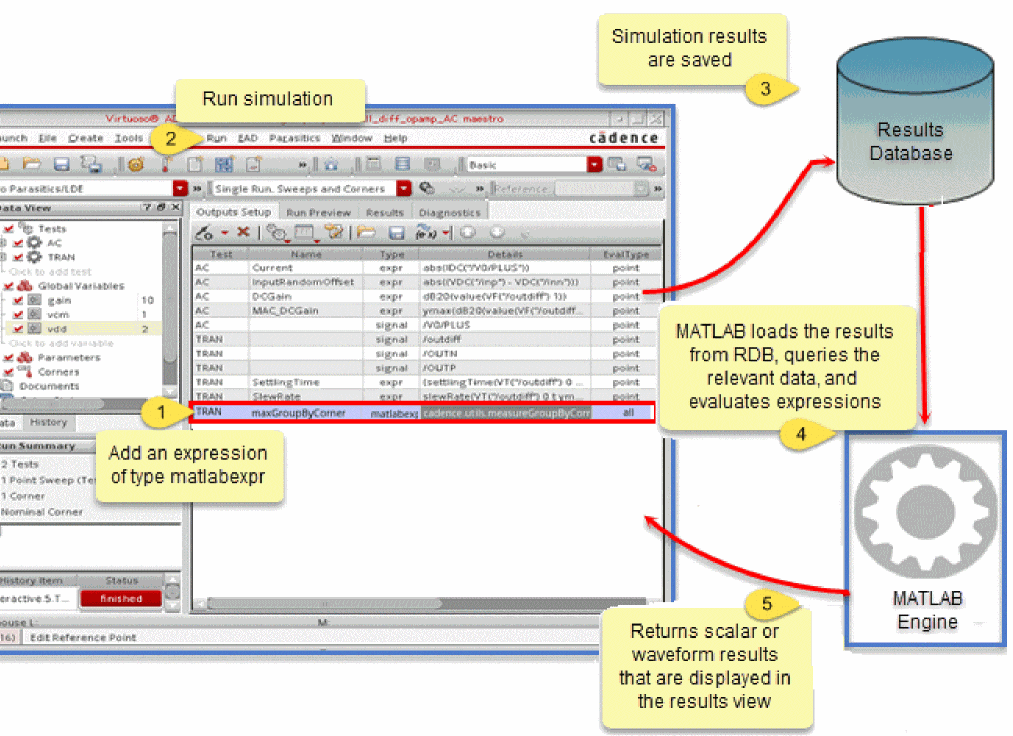 Simulation results
are saved
3
Run simulation
2
Results
Database
Virtuoso® AD
ll_diff_opamp_AC maestro
aunch File Create Tools
Run EAD Parasitics Window Help
cādence
Basic
o Parasitics/LDE
Single Run, Sweeps and Corners
Reference:
Data View
Outputs Setup Run Preview Results Diagnostics
Tests
AC
TRAN
Click to add test
Global Variables
gain 10
vcm 1
vdd 2
Click to add variable
Parameters
Corners
Documents
Test Name Type Details EvalType
AC Current expr abs(IDC("/V0/PLUS")) point
AC InputRandomOffset expr abs((VDC("/inp") - VDC("/inn"))) point
AC DCGain expr dB20(value(VF("/outdiff") 1)) point
AC MAC_DCGain expr ymax(dB20(value(VF("/outdiff... point
AC signal /V0/PLUS point
TRAN signal /outdiff point
TRAN signal /OUTN point
TRAN signal /OUTP point
TRAN SettlingTime expr (settlingTime(VT("/outdiff") 0 ... point
TRAN SlewRate expr slewRate(VT("/outdiff") 0 t ym... point
TRAN maxGroupByCorner matlabexp cadence.utils.measureGroupByCorr all
1
Add an expression
of type matlabexpr
ata History
Run Summary
2 Tests
1 Point Sweep (Te
1 Corner
Nominal Corner
History Item Status
eractive.5.T... finished
ouse L: M:
16) Edit Reference Point
MATLAB loads the results
from RDB, queries the
relevant data, and
evaluates expressions
4
MATLAB
Engine
5
Returns scalar or
waveform results
that are displayed in
the results view